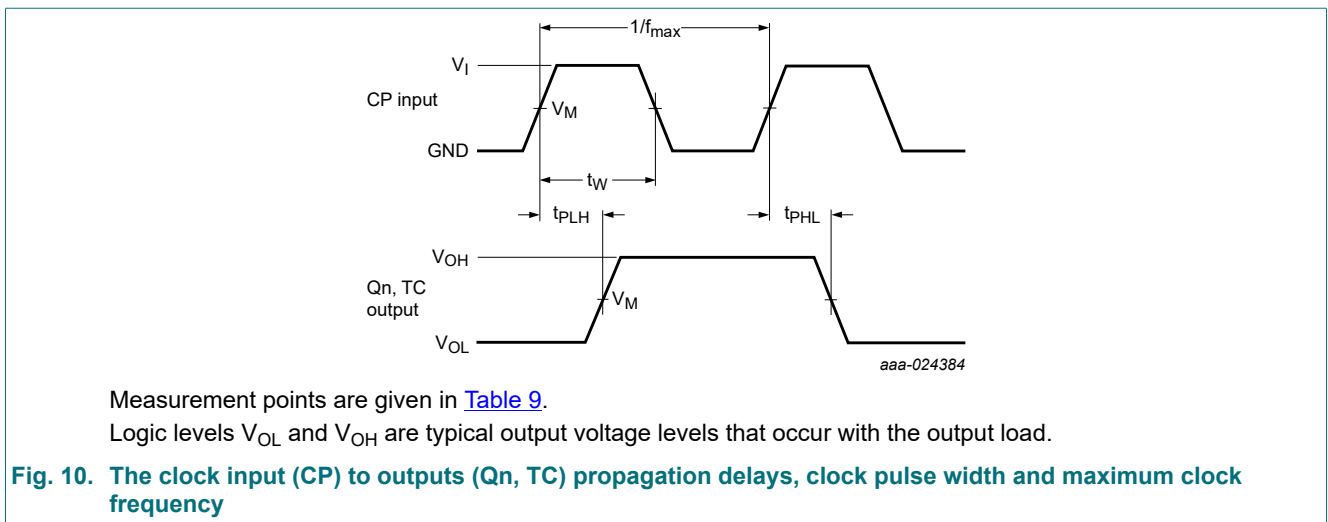 1/fmax
VI
CP input
VM
GND
tW
tPLH
tPHL
VOH
Qn, TC
output
VM
VOL
aaa-024384
Measurement points are given in Table 9.
Logic levels VOL and VOH are typical output voltage levels that occur with the output load.
Fig. 10. The clock input (CP) to outputs (Qn, TC) propagation delays, clock pulse width and maximum clock
frequency